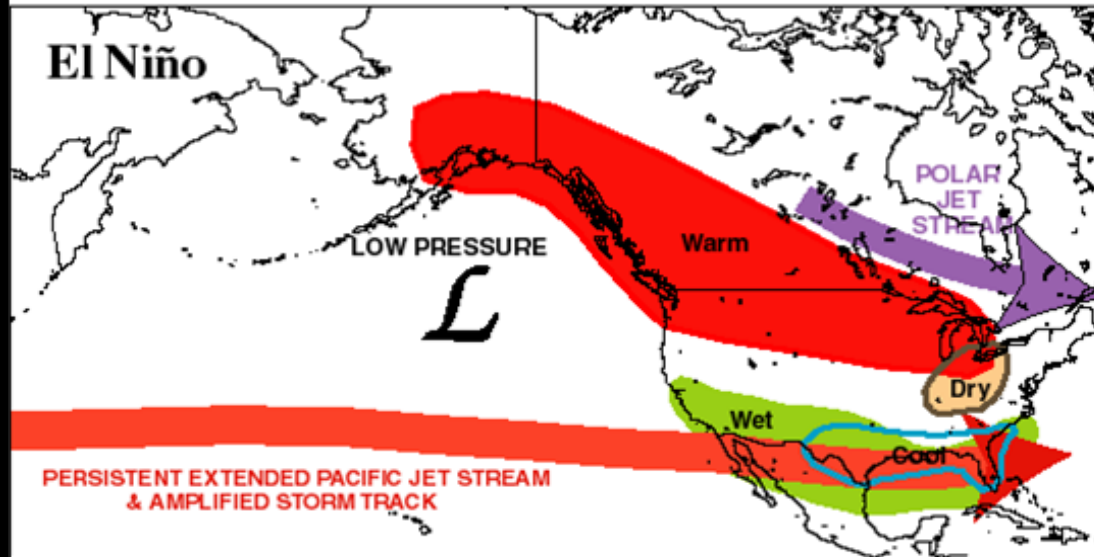 El Niño
POLAR
JET
STREAM
LOW PRESSURE
Warm
L
Dry
Wet
Cool
PERSISTENT EXTENDED PACIFIC JET STREAM
& AMPLIFIED STORM TRACK